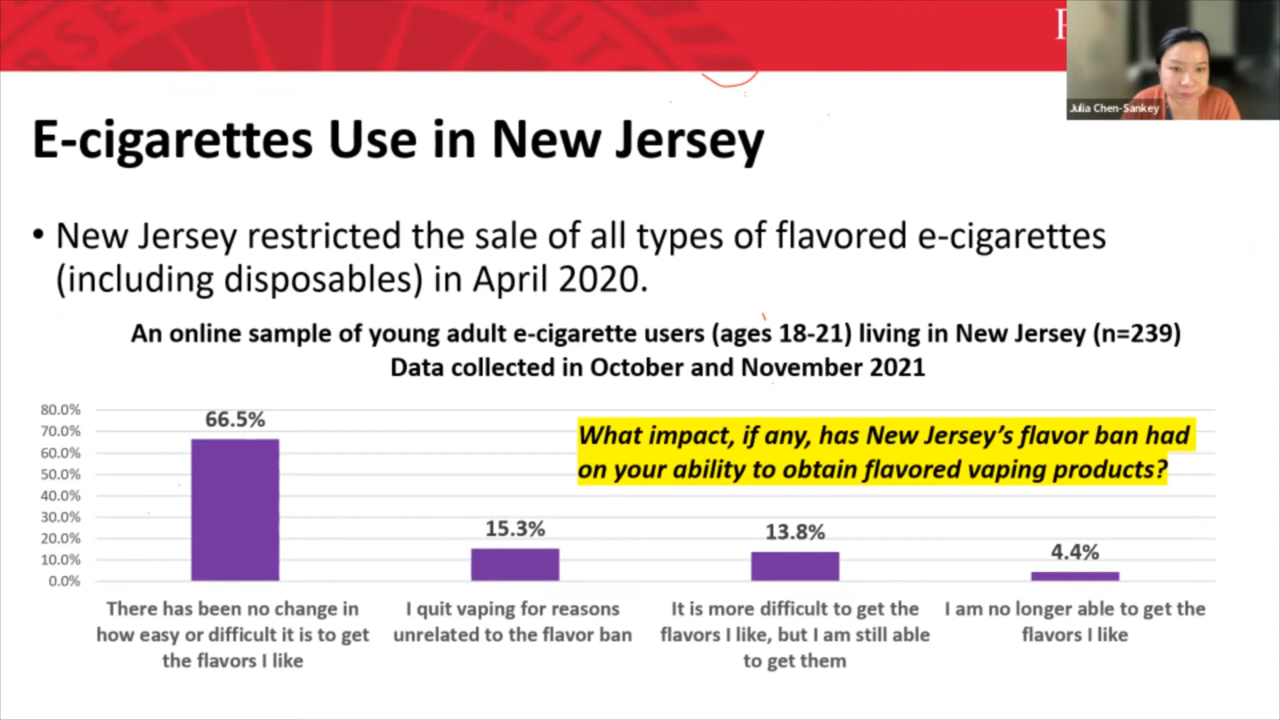 R
Julia Chen-Sankey
E-cigarettes Use in New Jersey
• New Jersey restricted the sale of all types of flavored e-cigarettes
(including disposables) in April 2020.
An online sample of young adult e-cigarette users (ages 18-21) living in New Jersey (n=239)
Data collected in October and November 2021
80.0%
70.0%
60.0%
50.0%
40.0%
30.0%
20.0%
10.0%
0.0%
66.5%
15.3%
13.8%
4.4%
What impact, if any, has New Jersey's flavor ban had
on your ability to obtain flavored vaping products?
There has been no change in
how easy or difficult it is to get
the flavors I like
I quit vaping for reasons
unrelated to the flavor ban
It is more difficult to get the
flavors I like, but I am still able
to get them
I am no longer able to get the
flavors I like